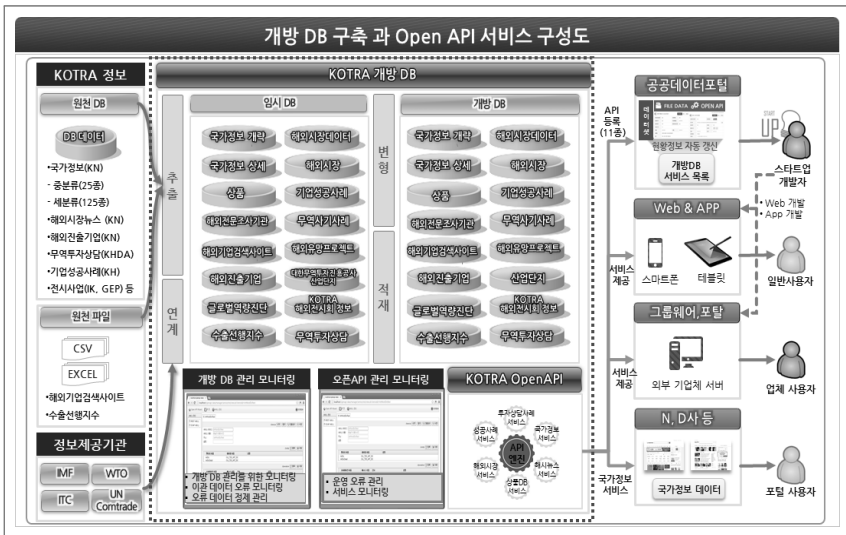 개방 DB 구축 과 Open API 서비스 구성도
KOTRA 정보
원천 DB
DB 데이터
•국가정보(KN)
- 중분류(25종)
- 세분류(125종)
•해외시장뉴스 (KN)
•해외진출기업(KN)
•무역투자상담(KHDA)
•기업성공사례(KH)
•전시사업(IK, GEP) 등
원천 파일
CSV
EXCEL
•해외기업검색사이트
•수출선행지수
정보제공기관
IMF
WTO
ITC
UN Comtrade
KOTRA 개방 DB
추출
연계
임시 DB
국가정보 개략
해외시장데이터
국가정보 상세
해외시장
상품
기업성공사례
해외전문조사기관
무역사기사례
해외기업검색사이트
해외유망프로젝트
해외진출기업
대한무역투자진흥공사 산업단지
글로벌역량진단
KOTRA 해외전시회 정보
수출선행지수
무역투자상담
변형
적재
개방 DB
국가정보 개략
해외시장데이터
국가정보 상세
해외시장
상품
기업성공사례
해외전문조사기관
무역사기사례
해외기업검색사이트
해외유망프로젝트
해외진출기업
산업단지
글로벌역량진단
KOTRA 해외전시회 정보
수출선행지수
무역투자상담
개방 DB 관리 모니터링
• 개방 DB 관리를 위한 모니터링
• 이관 데이터 오류 모니터링
• 오류 데이터 정제 관리
오픈API 관리 모니터링
• 운영 오류 관리
• 서비스 모니터링
KOTRA OpenAPI
투자상담사례 서비스
성공사례 서비스
국가정보 서비스
API 엔진
해외시장 서비스
해시뉴스 서비스
상품DB 서비스
API 등록 (11종)
서비스 제공
서비스 제공
국가정보 서비스
공공데이터포털
데이터셋
FILE DATA
OPEN API
현황정보 자동 갱신
개방DB 서비스 목록
START UP
스타트업 개발자
• Web 개발
• App 개발
Web & APP
스마트폰
테블릿
일반사용자
그룹웨어,포탈
외부 기업체 서버
업체 사용자
N, D사 등
국가정보 데이터
포털 사용자